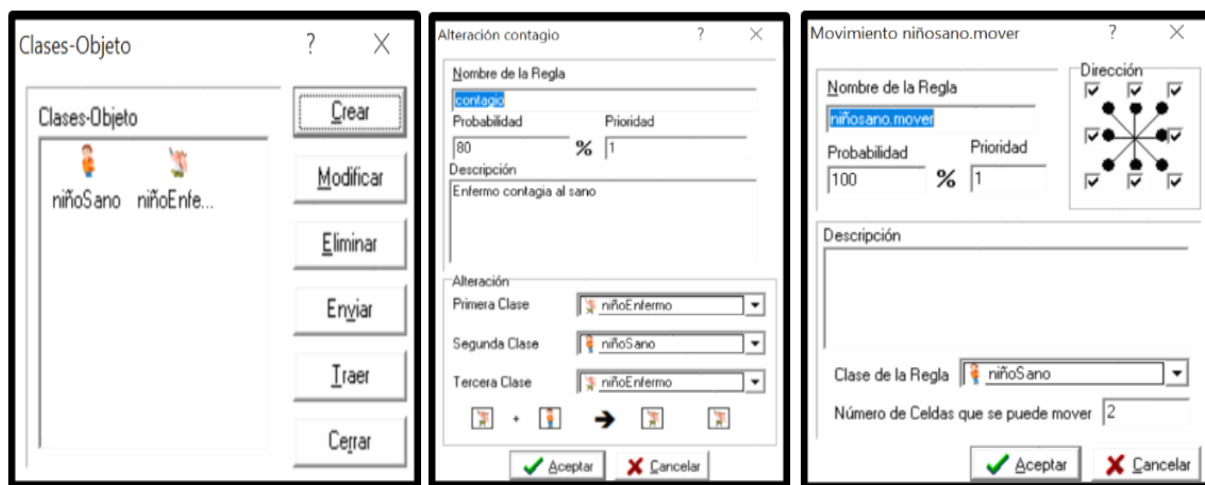 Clases-Objeto ? X
Clases-Objeto
niñoSano niñoEnfe...
Crear
Modificar
Eliminar
Enviar
Traer
Cerrar
Alteración contagio ? X
Nombre de la Regla
contagio
Probabilidad Prioridad
80 % 1
Descripción
Enfermo contagia al sano
Alteración
Primera Clase niñoEnfermo
Segunda Clase niñoSano
Tercera Clase niñoEnfermo
+
Aceptar Cancelar
Movimiento niñosano.mover ? X
Dirección
Nombre de la Regla
niñosano.mover
Probabilidad Prioridad
100 % 1
Descripción
Clase de la Regla niñoSano
Número de Celdas que se puede mover 2
Aceptar Cancelar